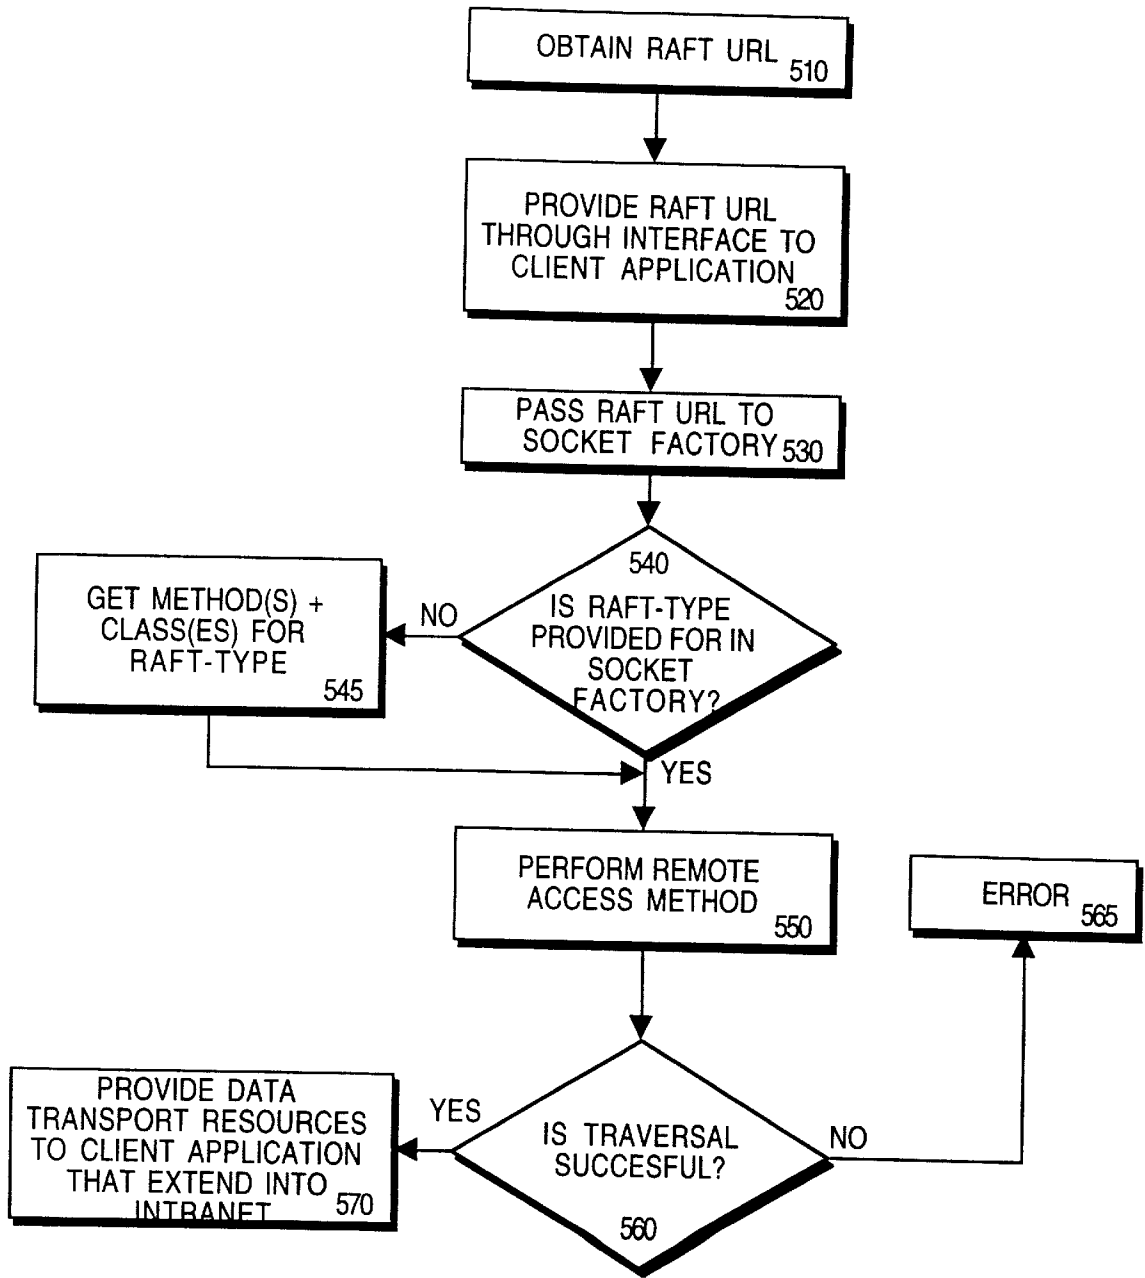 OBTAIN RAFT URL
510
PROVIDE RAFT URL
THROUGH INTERFACE TO
CLIENT APPLICATION
520
PASS RAFT URL TO
SOCKET FACTORY
530
540
IS RAFT-TYPE
PROVIDED FOR IN
SOCKET
FACTORY?
NO
GET METHOD(S) +
CLASS(ES) FOR
RAFT-TYPE
545
YES
PERFORM REMOTE
ACCESS METHOD
550
ERROR
565
IS TRAVERSAL
SUCCESFUL?
560
YES
NO
PROVIDE DATA
TRANSPORT RESOURCES
TO CLIENT APPLICATION
THAT EXTEND INTO
INTRANET
570